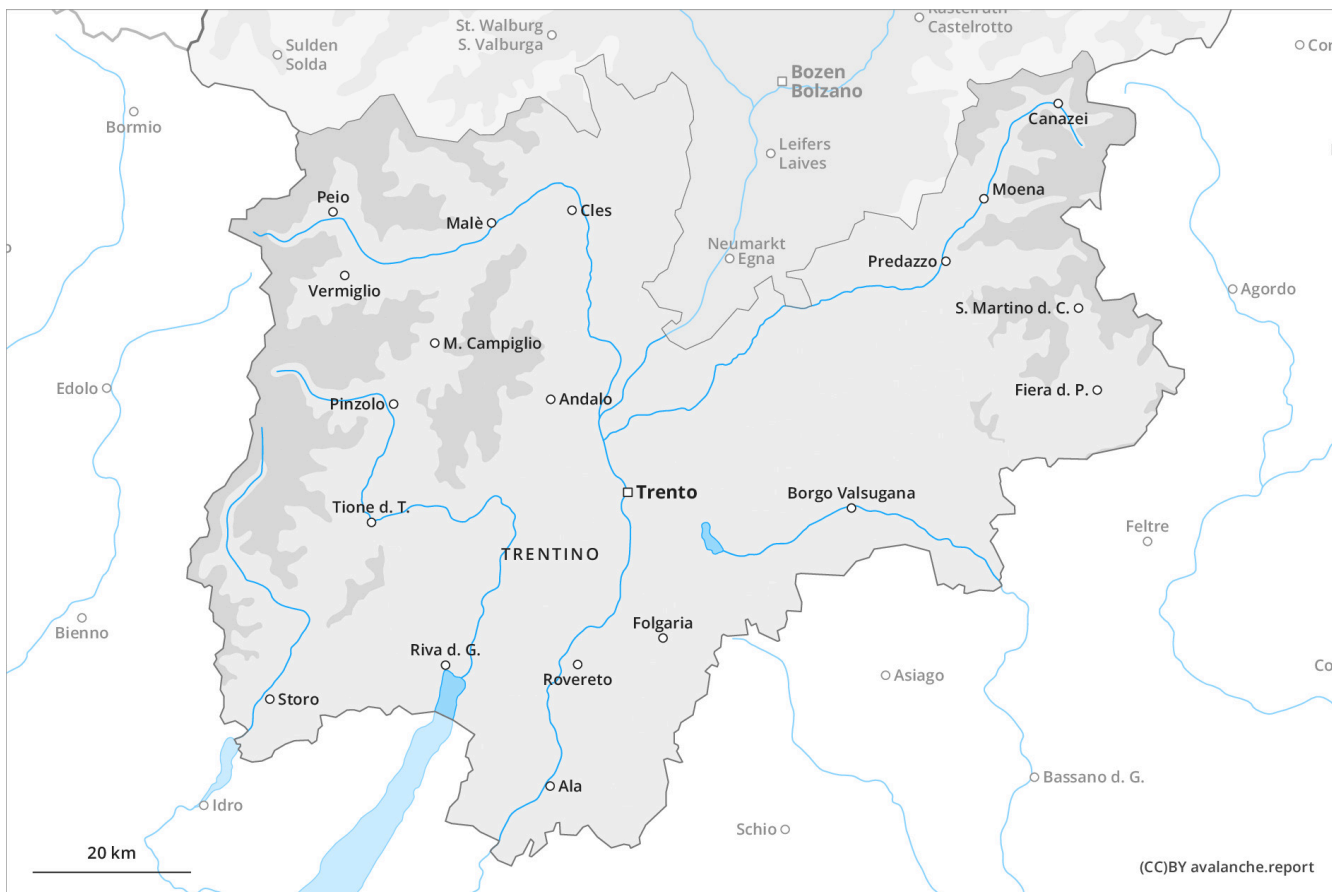 St. Walburg
S. Valburga
Castelrotto
Sulden
Solda
Bozen
Bolzano
Bormio
Canazei
Leifers
Laives
Moena
Peio
Malè
Cles
Neumarkt
Egna
Predazzo
Vermiglio
Agordo
S. Martino d. C.
M. Campiglio
Edolo
Pinzolo
Andalo
Fiera d. P.
Trento
Borgo Valsugana
Tione d. T.
Feltre
TRENTINO
Bienno
Folgaria
Riva d. G.
Rovereto
Asiago
Storo
Ala
Bassano d. G.
Idro
Schio
20 km
(CC)BY avalanche.report